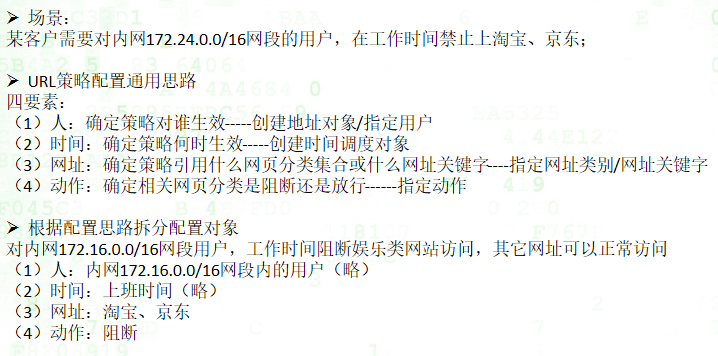 ➤ 场景：
某客户需要对内网172.24.0.0/16网段的用户，在工作时间禁止上淘宝、京东；
➤ URL策略配置通用思路
四要素：
（1）人：确定策略对谁生效-----创建地址对象/指定用户
（2）时间：确定策略何时生效-----创建时间调度对象
（3）网址：确定策略引用什么网页分类集合或什么网址关键字----指定网址类别/网址关键字
（4）动作：确定相关网页分类是阻断还是放行------指定动作
➤ 根据配置思路拆分配置对象
对内网172.16.0.0/16网段用户，工作时间阻断娱乐类网站访问，其它网址可以正常访问
（1）人：内网172.16.0.0/16网段内的用户（略）
（2）时间：上班时间（略）
（3）网址：淘宝、京东
（4）动作：阻断